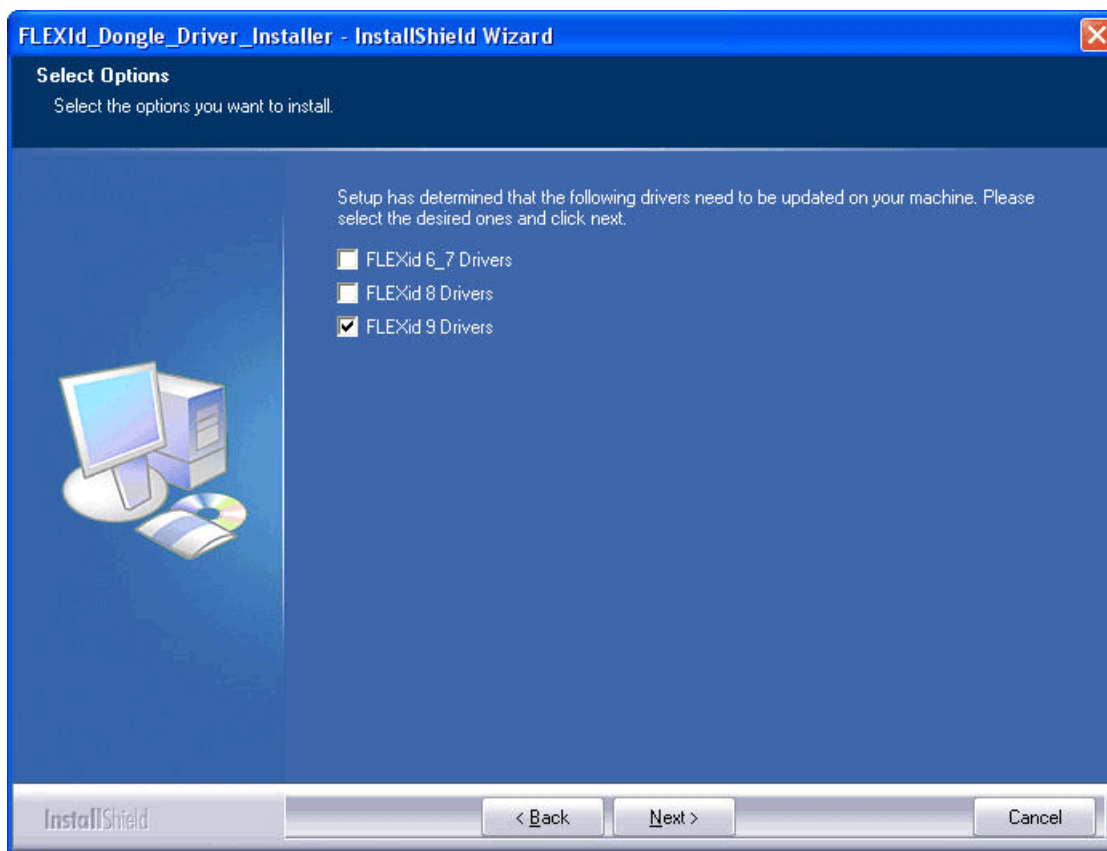 FLEXId_Dongle_Driver_Installer - InstallShield Wizard
Select Options
Select the options you want to install.
Setup has determined that the following drivers need to be updated on your machine. Please
select the desired ones and click next.
FLEXid 6_7 Drivers
FLEXid 8 Drivers
FLEXid 9 Drivers
InstallShield
< Back
Next >
Cancel